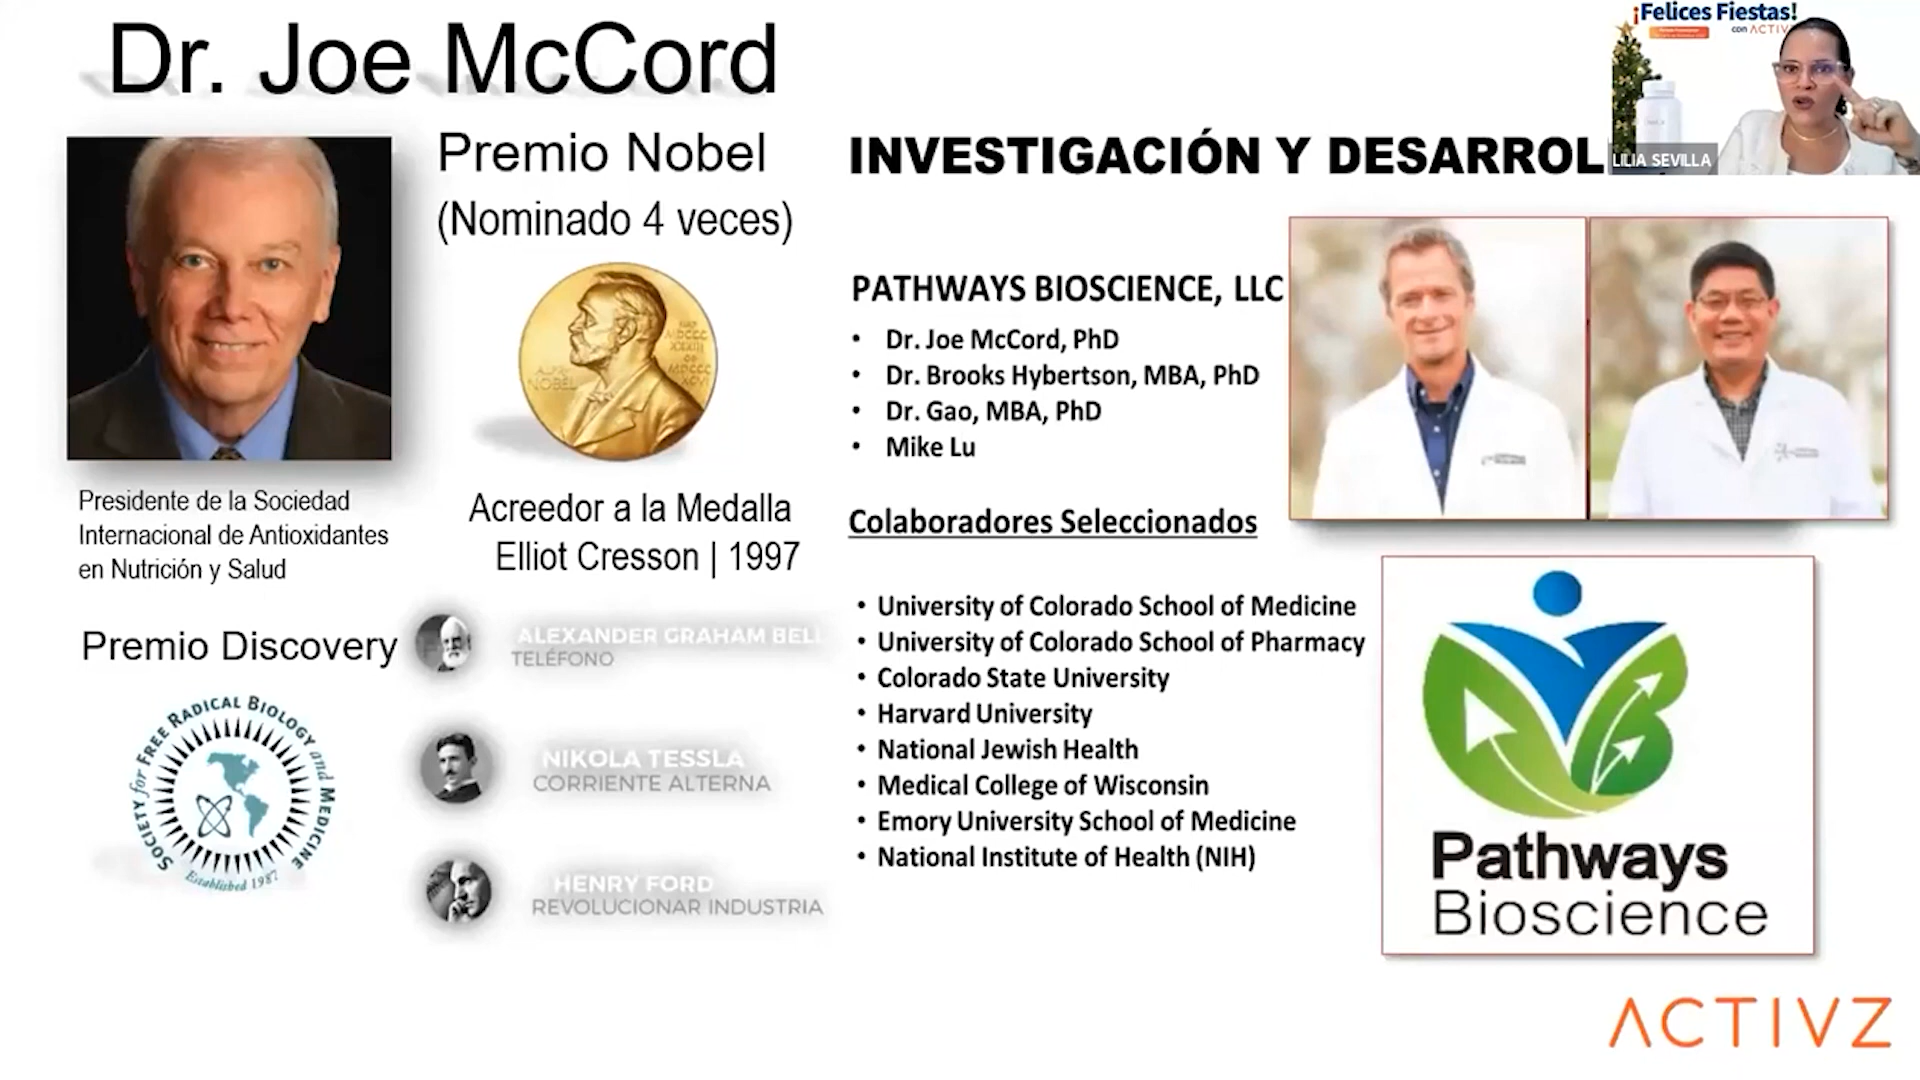 Dr. Joe McCord
Premio Nobel
(Nominado 4 veces)
Presidente de la Sociedad
Internacional de Antioxidantes
en Nutrición y Salud
Acreedor a la Medalla
Elliot Cresson | 1997
Premio Discovery
SOCIETY for FREE RADICAL BIOLOGY and MEDICINE
Established 1987
ALEXANDER GRAHAM BELL
TELÉFONO
NIKOLA TESSLA
CORRIENTE ALTERNA
HENRY FORD
REVOLUCIONAR INDUSTRIA
INVESTIGACIÓN Y DESARROL
PATHWAYS BIOSCIENCE, LLC
• Dr. Joe McCord, PhD
• Dr. Brooks Hybertson, MBA, PhD
• Dr. Gao, MBA, PhD
• Mike Lu
Colaboradores Seleccionados
• University of Colorado School of Medicine
• University of Colorado School of Pharmacy
• Colorado State University
• Harvard University
• National Jewish Health
• Medical College of Wisconsin
• Emory University School of Medicine
• National Institute of Health (NIH)
¡Felices Fiestas!
con ACTIV
LILIA SEVILLA
Pathways
Bioscience
ACTIVZ